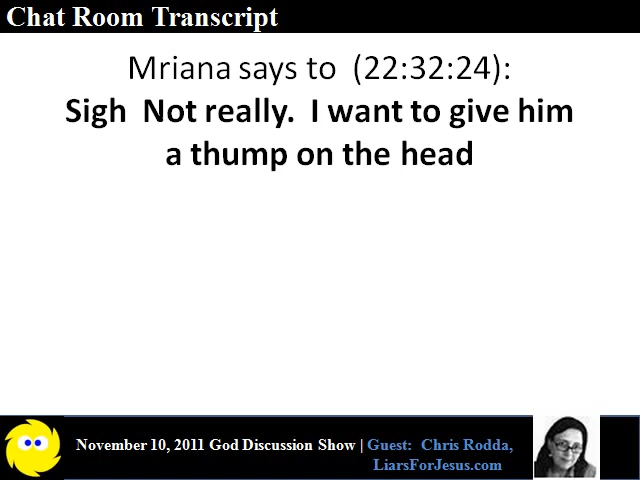 Chat Room Transcript
Mriana says to  (22:32:24):
Sigh  Not really.  I want to give him
a thump on the head
November 10, 2011 God Discussion Show | Guest:  Chris Rodda,
LiarsForJesus.com